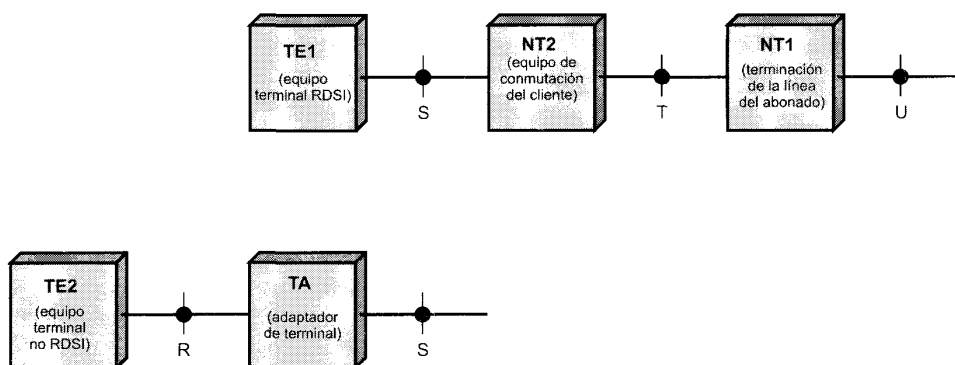 TE1
(equipo
terminal RDSI)
NT2
(equipo de
conmutación
del cliente)
NT1
(terminación
de la línea
del abonado)
S
T
U
TE2
(equipo
terminal
no RDSI)
TA
(adaptador
de terminal)
R
S